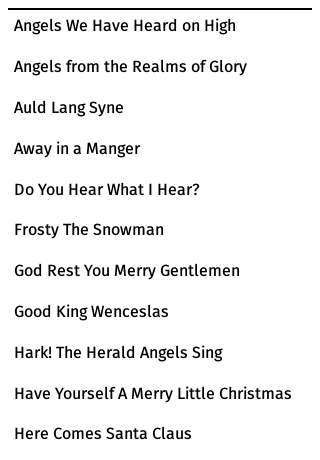 Angels We Have Heard on High
Angels from the Realms of Glory
Auld Lang Syne
Away in a Manger
Do You Hear What I Hear?
Frosty The Snowman
God Rest You Merry Gentlemen
Good King Wenceslas
Hark! The Herald Angels Sing
Have Yourself A Merry Little Christmas
Here Comes Santa Claus